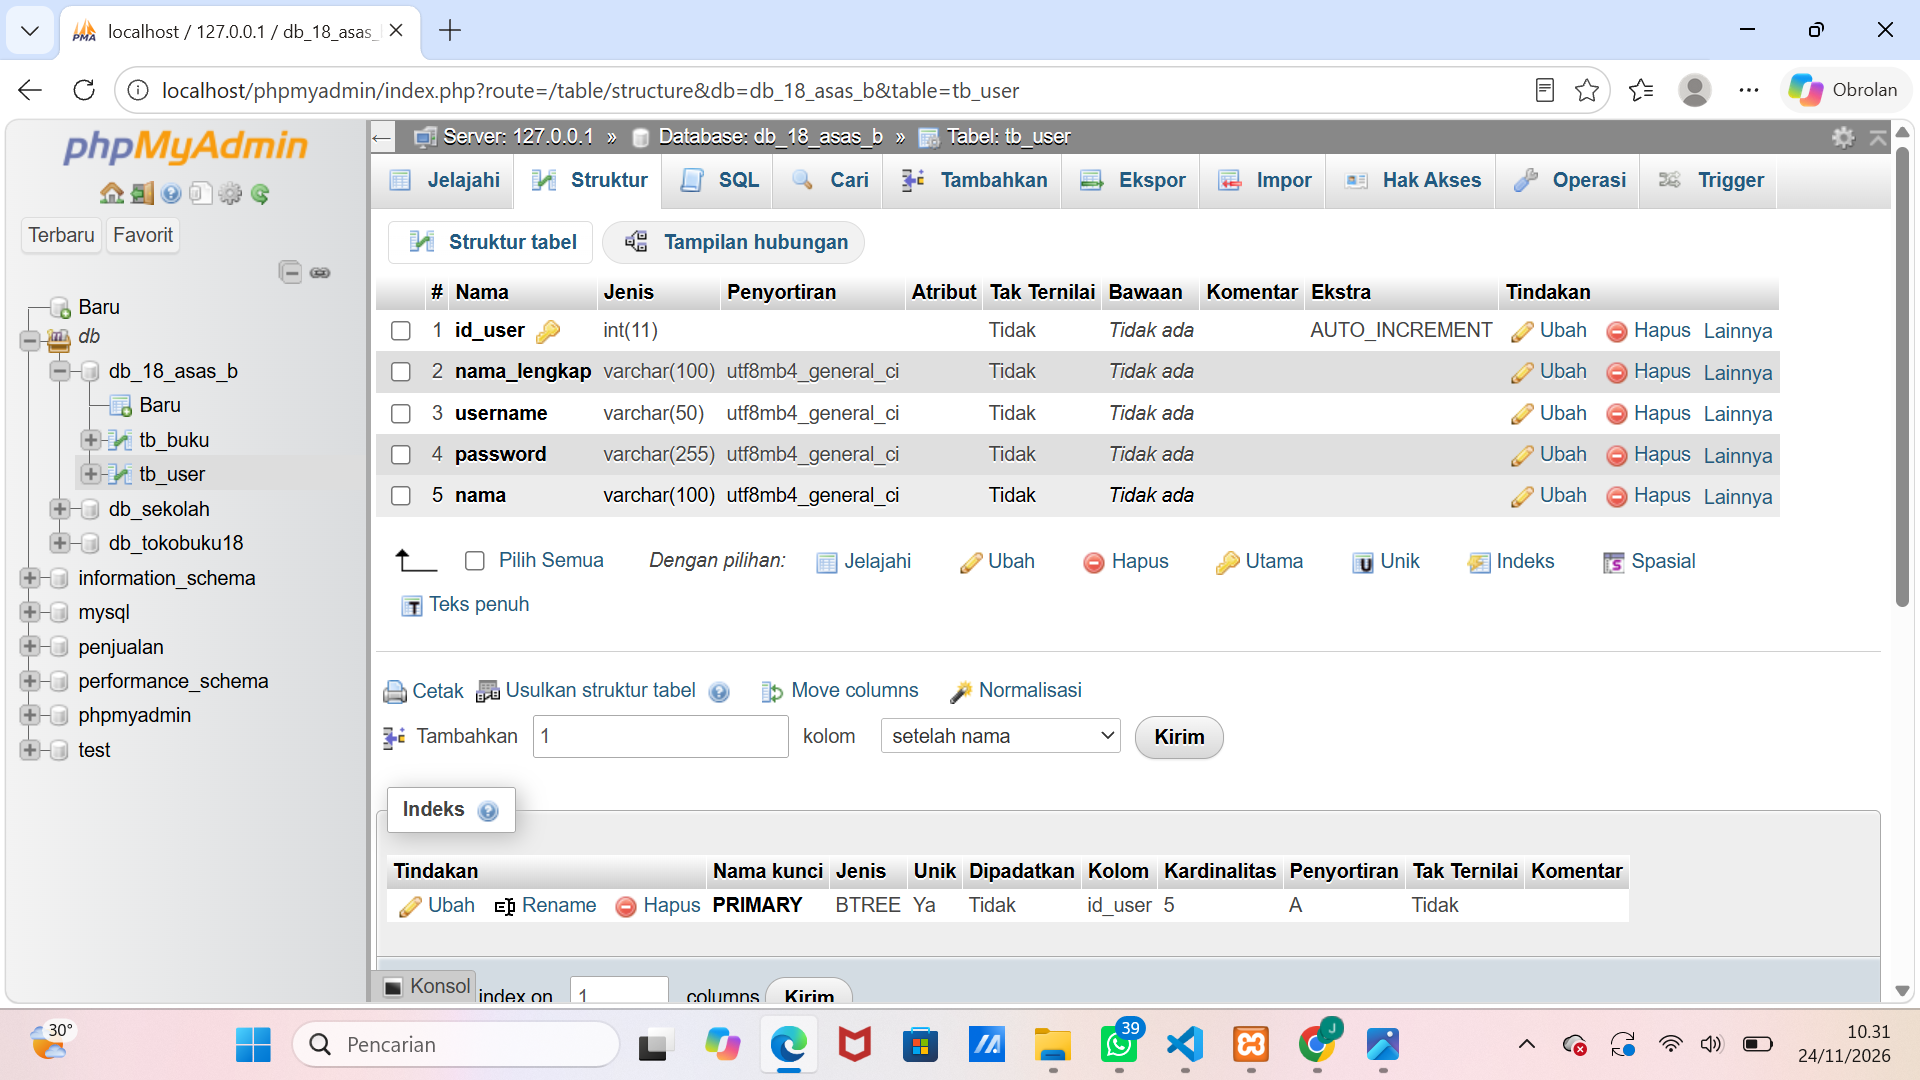 localhost / 127.0.0.1 / db_18_asas_
localhost/phpmyadmin/index.php?route=/table/structure&db=db_18_asas_b&table=tb_user
Obrolan
phpMyAdmin
Terbaru Favorit
Baru
db
db_18_asas_b
Baru
tb_buku
tb_user
db_sekolah
db_tokobuku18
information_schema
mysql
penjualan
performance_schema
phpmyadmin
test
Server: 127.0.0.1 » Database: db_18_asas_b » Tabel: tb_user
Jelajahi Struktur SQL Cari Tambahkan Ekspor Impor Hak Akses Operasi Trigger
Struktur tabel Tampilan hubungan
# Nama Jenis Penyortiran Atribut Tak Ternilai Bawaan Komentar Ekstra Tindakan
1 id_user int(11) Tidak Tidak ada AUTO_INCREMENT Ubah Hapus Lainnya
2 nama_lengkap varchar(100) utf8mb4_general_ci Tidak Tidak ada Ubah Hapus Lainnya
3 username varchar(50) utf8mb4_general_ci Tidak Tidak ada Ubah Hapus Lainnya
4 password varchar(255) utf8mb4_general_ci Tidak Tidak ada Ubah Hapus Lainnya
5 nama varchar(100) utf8mb4_general_ci Tidak Tidak ada Ubah Hapus Lainnya
Pilih Semua Dengan pilihan: Jelajahi Ubah Hapus Utama Unik Indeks Spasial
Teks penuh
Cetak Usulkan struktur tabel Move columns Normalisasi
Tambahkan 1 kolom setelah nama Kirim
Indeks
Tindakan Nama kunci Jenis Unik Dipadatkan Kolom Kardinalitas Penyortiran Tak Ternilai Komentar
Ubah Rename Hapus PRIMARY BTREE Ya Tidak id_user 5 A Tidak
Konsol index on 1 columns Kirim
30°
Pencarian
39
J
10.31
24/11/2026